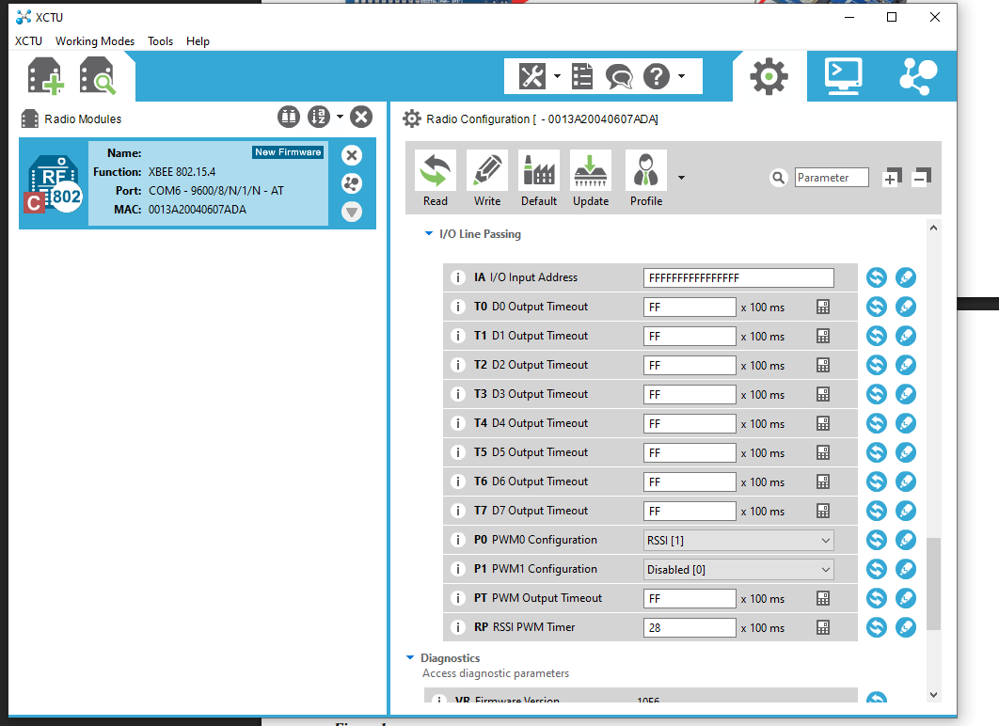 XCTU
XCTU Working Modes Tools Help
Radio Modules
Name:
New Firmware
Function: XBEE 802.15.4
Port: COM6 - 9600/8/N/1/N - AT
MAC: 0013A20040607ADA
RF
802
C
Radio Configuration [ - 0013A20040607ADA]
Read Write Default Update Profile
Parameter
I/O Line Passing
i IA I/O Input Address FFFFFFFFFFFFFFFF
i T0 D0 Output Timeout FF x 100 ms
i T1 D1 Output Timeout FF x 100 ms
i T2 D2 Output Timeout FF x 100 ms
i T3 D3 Output Timeout FF x 100 ms
i T4 D4 Output Timeout FF x 100 ms
i T5 D5 Output Timeout FF x 100 ms
i T6 D6 Output Timeout FF x 100 ms
i T7 D7 Output Timeout FF x 100 ms
i P0 PWM0 Configuration RSSI [1]
i P1 PWM1 Configuration Disabled [0]
i PT PWM Output Timeout FF x 100 ms
i RP RSSI PWM Timer 28 x 100 ms
Diagnostics
Access diagnostic parameters
i VR Firmware Version